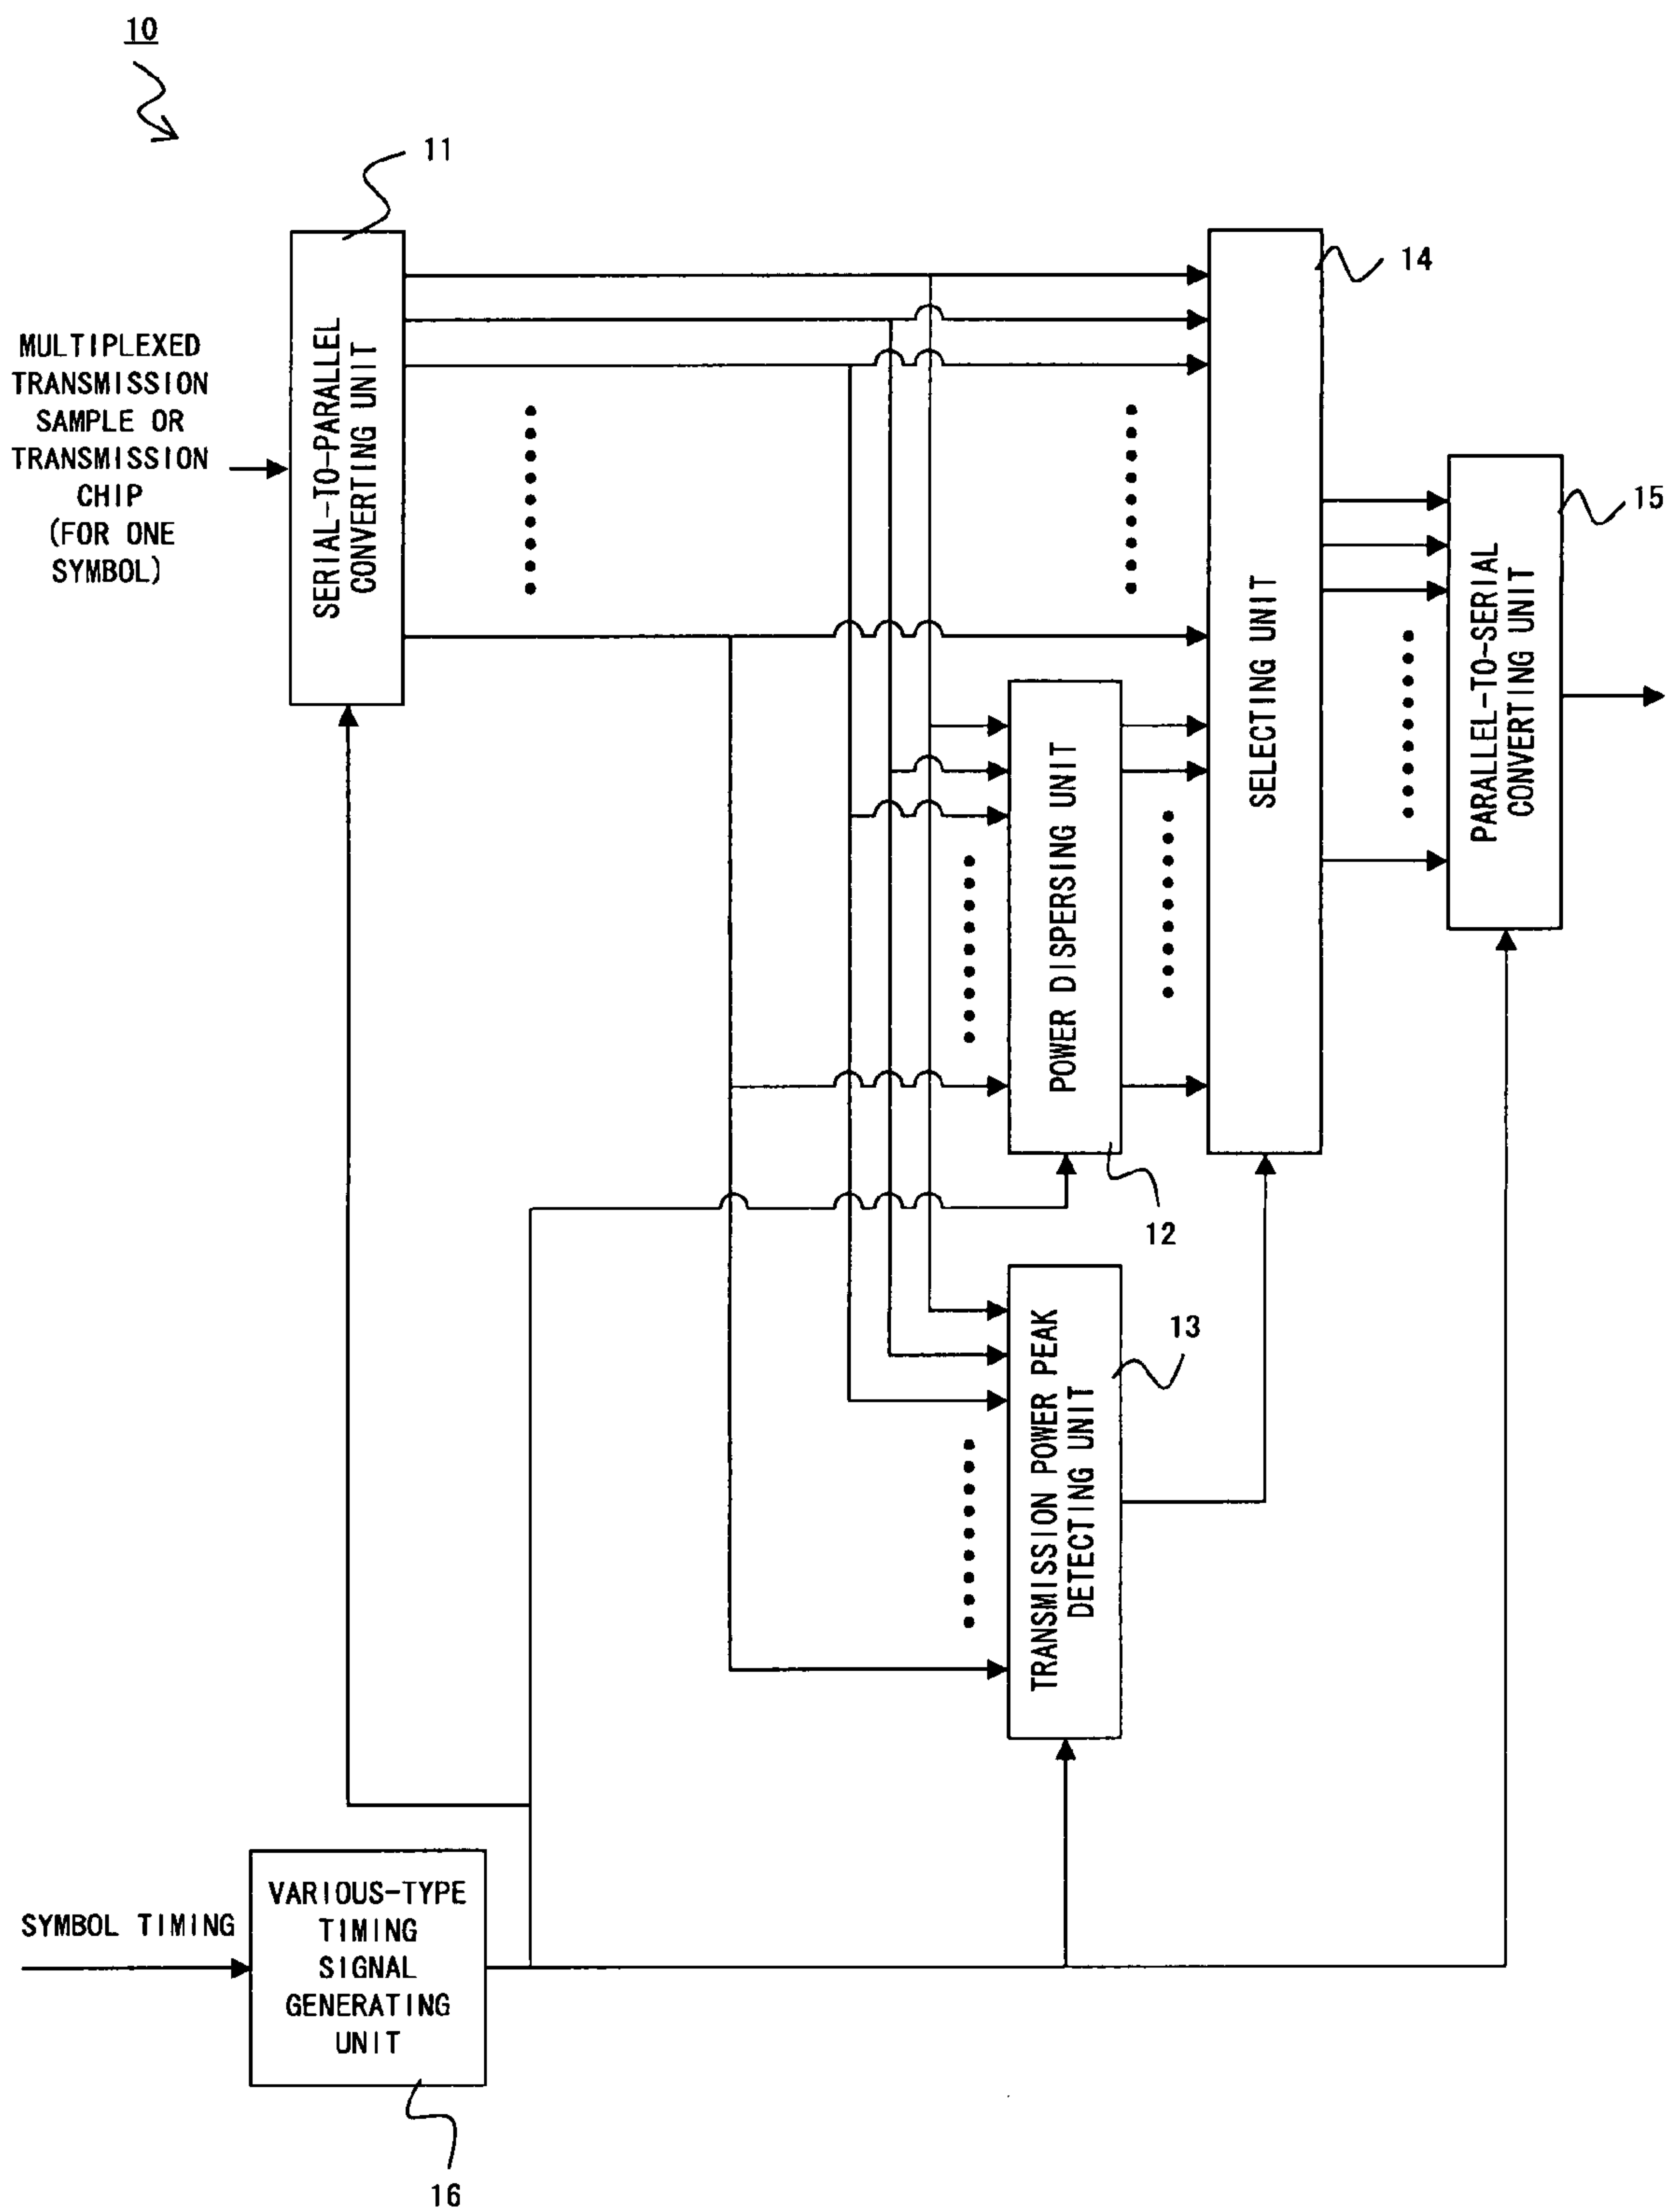 10
11
MULTIPLEXED
TRANSMISSION
SAMPLE OR
TRANSMISSION
CHIP
(FOR ONE
SYMBOL)
SERIAL-TO-PARALLEL
CONVERTING UNIT
14
SELECTING UNIT
15
PARALLEL-TO-SERIAL
CONVERTING UNIT
POWER DISPERSING UNIT
12
13
TRANSMISSION POWER PEAK
DETECTING UNIT
SYMBOL TIMING
VARIOUS-TYPE
TIMING
SIGNAL
GENERATING
UNIT
16